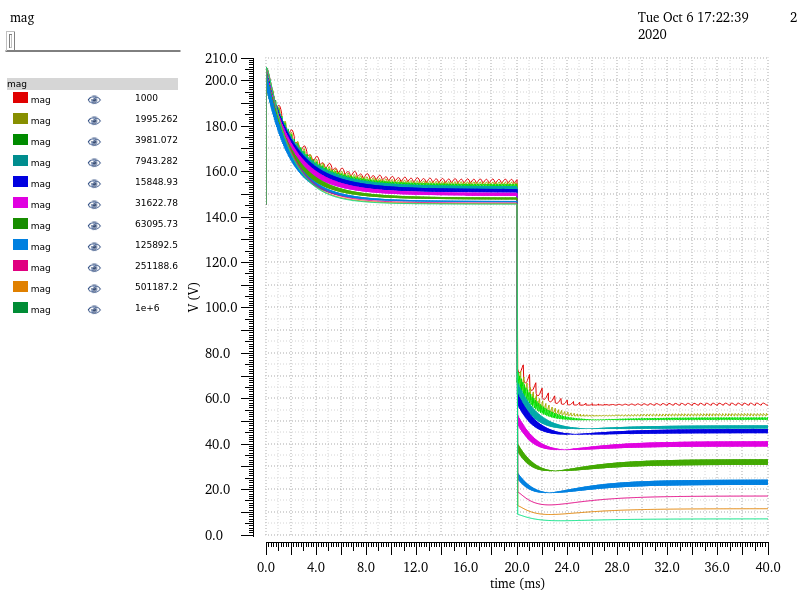 mag
Tue Oct 6 17:22:39 2
2020
mag
mag 1000
mag 1995.262
mag 3981.072
mag 7943.282
mag 15848.93
mag 31622.78
mag 63095.73
mag 125892.5
mag 251188.6
mag 501187.2
mag 1e+6
V (V)
210.0
200.0
180.0
160.0
140.0
120.0
100.0
80.0
60.0
40.0
20.0
0.0
0.0 4.0 8.0 12.0 16.0 20.0 24.0 28.0 32.0 36.0 40.0
time (ms)